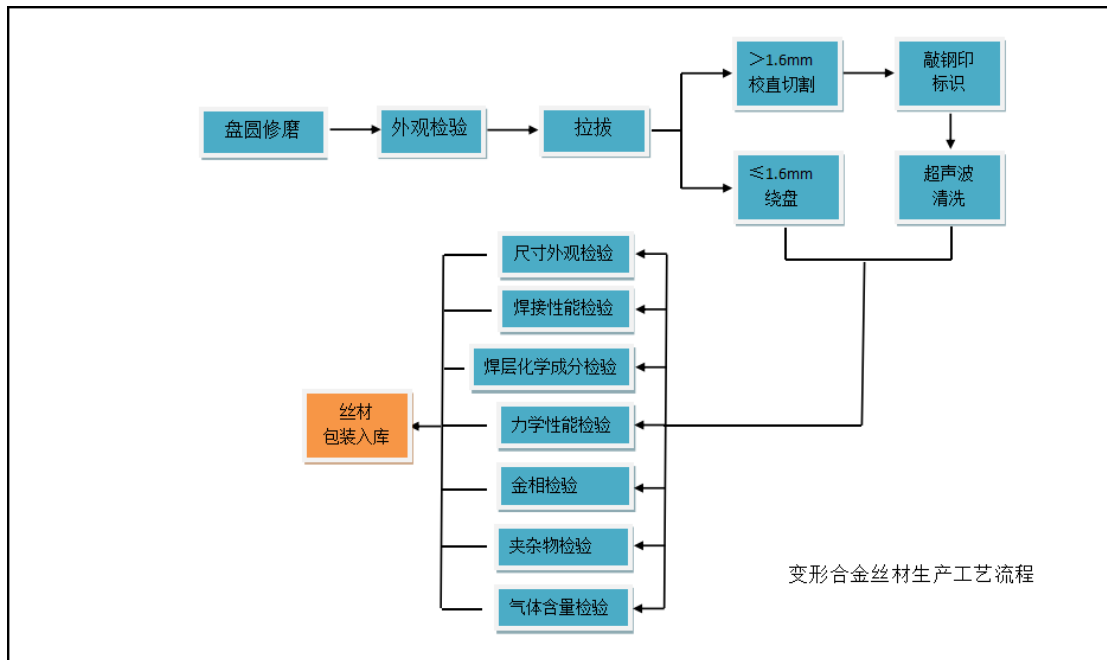 盘圆修磨
外观检验
拉拔
＞1.6mm
校直切割
敲钢印
标识
≤1.6mm
绕盘
超声波
清洗
尺寸外观检验
焊接性能检验
焊层化学成分检验
力学性能检验
金相检验
夹杂物检验
气体含量检验
丝材
包装入库
变形合金丝材生产工艺流程